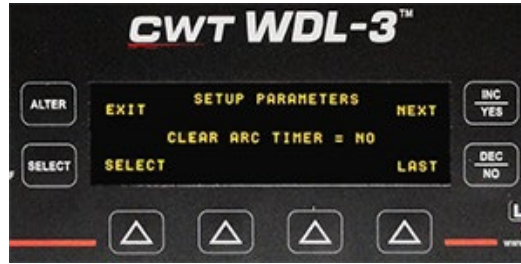 CWT WDL-3™
ALTER
EXIT SETUP PARAMETERS NEXT
INC
YES
CLEAR ARC TIMER = NO
SELECT
SELECT LAST
DEC
NO